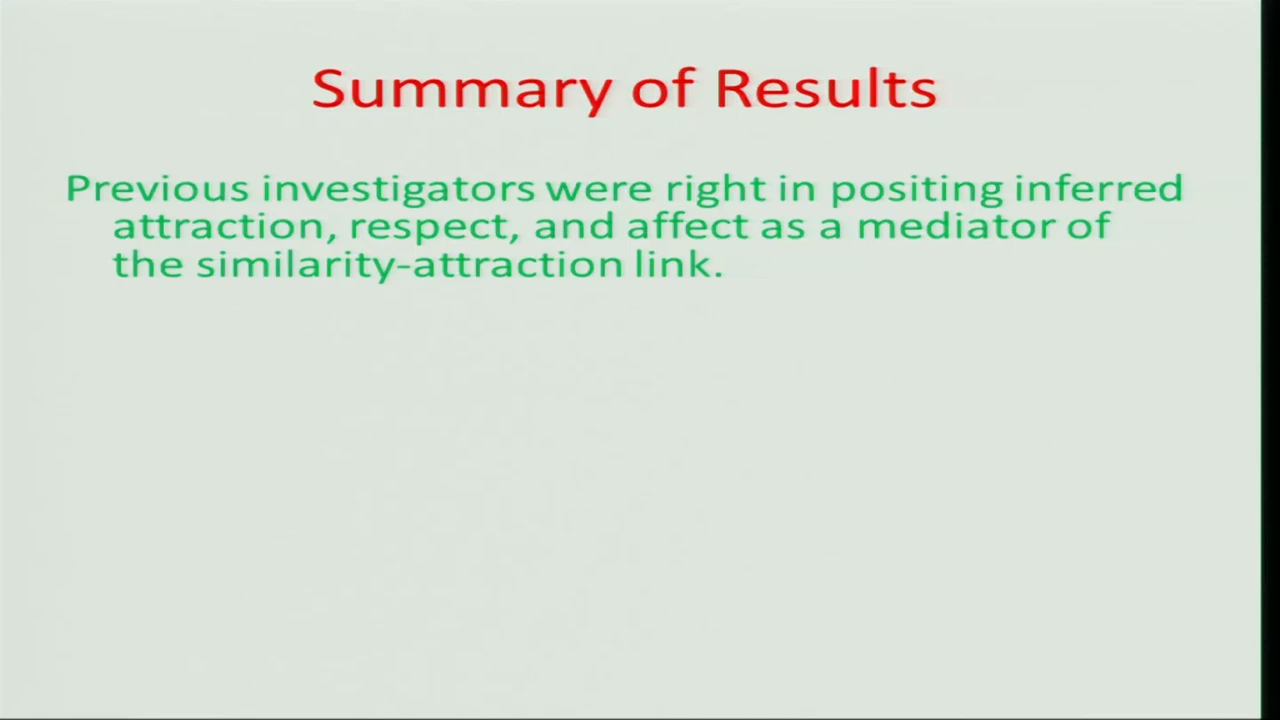 Summary of Results
Previous investigators were right in positing inferred
attraction, respect, and affect as a mediator of
the similarity-attraction link.